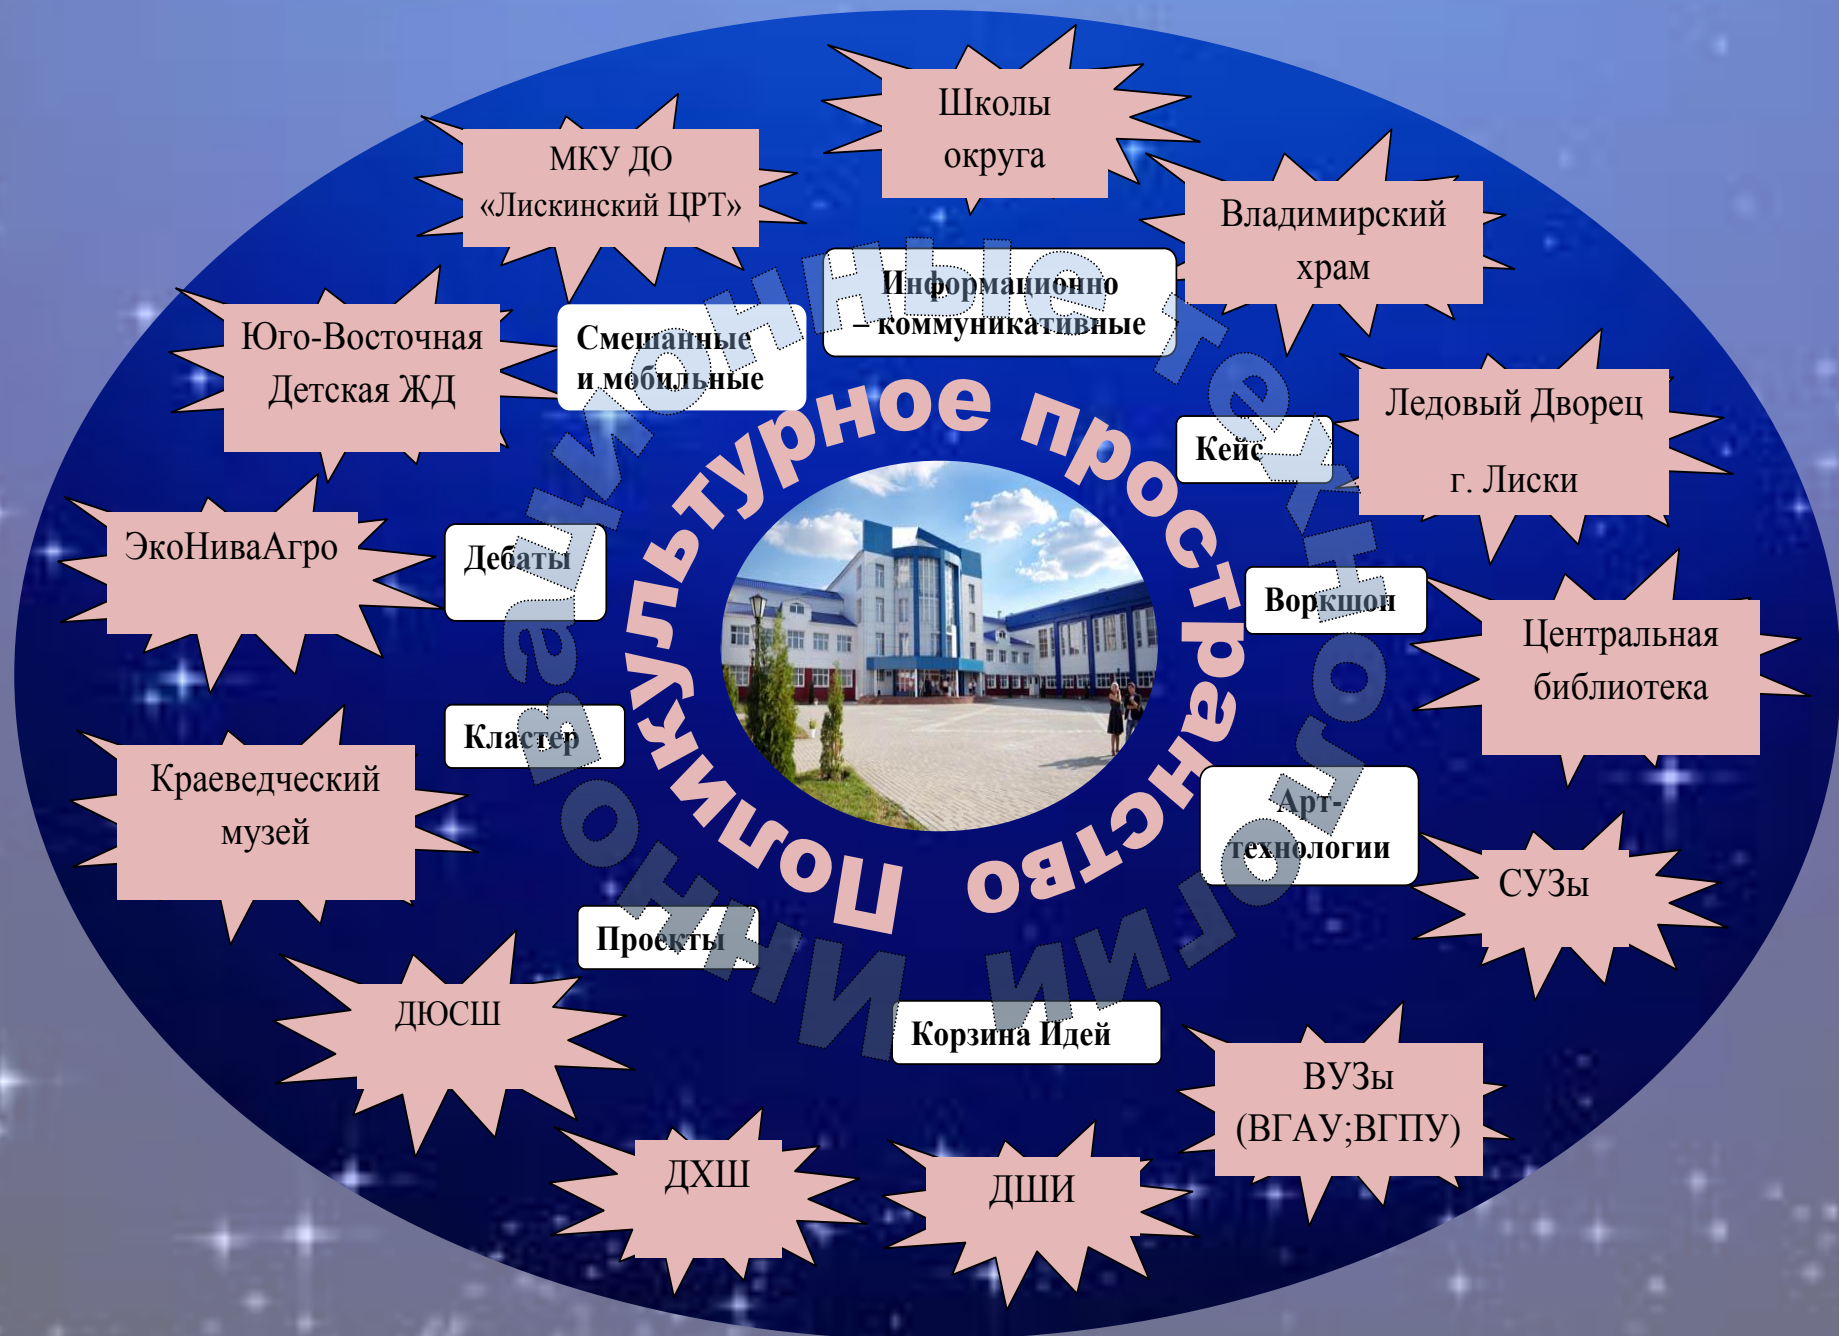 Школы
округа
МКУ ДО
«Лискинский ЦРТ»
Владимирский
храм
Информационно
– коммуникативные
Смешанные
и мобильные
Юго-Восточная
Детская ЖД
Ледовый Дворец
г. Лиски
Кейс
ЭкоНиваАгро
Дебаты
Воркшоп
Центральная
библиотека
Поликультурное пространство
Инновационные технологии
Кластер
Краеведческий
музей
Арт-
технологии
СУЗы
Проекты
ДЮСШ
Корзина Идей
ВУЗы
(ВГАУ;ВГПУ)
ДХШ
ДШИ